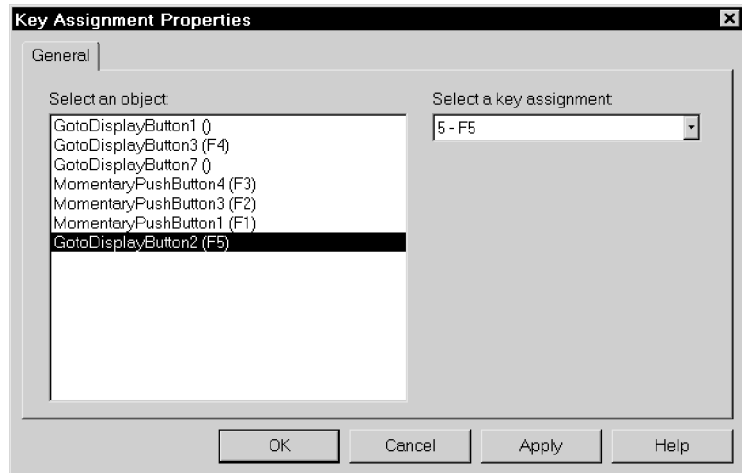 Key Assignment Properties
General
Select an object:
GotoDisplayButton1 ()
GotoDisplayButton3 (F4)
GotoDisplayButton7 ()
MomentaryPushButton4 (F3)
MomentaryPushButton3 (F2)
MomentaryPushButton1 (F1)
GotoDisplayButton2 (F5)
Select a key assignment:
5 - F5
OK
Cancel
Apply
Help